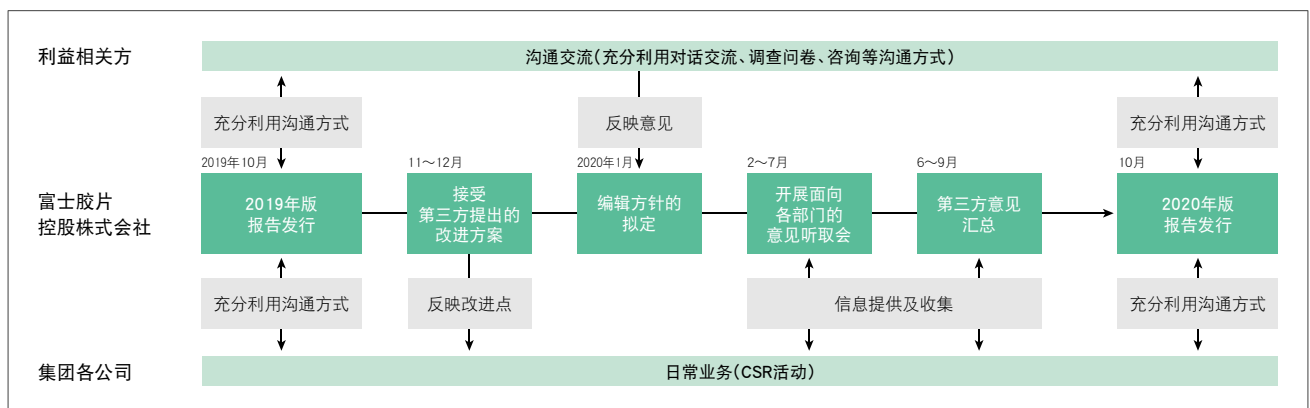 利益相关方
沟通交流(充分利用对话交流、调查问卷、咨询等沟通方式)
充分利用沟通方式
反映意见
充分利用沟通方式
2019年10月
11～12月
2020年1月
2～7月
6～9月
10月
富士胶片
控股株式会社
2019年版
报告发行
接受
第三方提出的
改进方案
编辑方针的
拟定
开展面向
各部门的
意见听取会
第三方意见
汇总
2020年版
报告发行
充分利用沟通方式
反映改进点
信息提供及收集
充分利用沟通方式
集团各公司
日常业务(CSR活动)